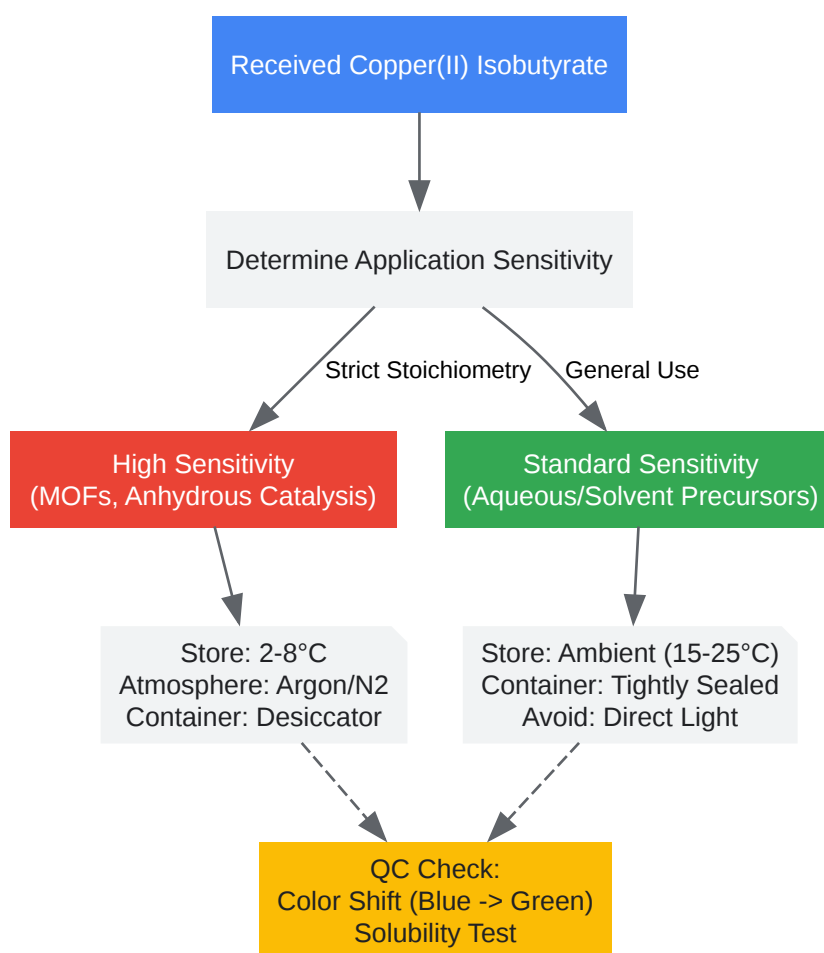 Received Copper(II) Isobutyrate
Determine Application Sensitivity
Strict Stoichiometry
General Use
High Sensitivity
(MOFs, Anhydrous Catalysis)
Standard Sensitivity
(Aqueous/Solvent Precursors)
Store: 2-8°C
Atmosphere: Argon/N2
Container: Desiccator
Store: Ambient (15-25°C)
Container: Tightly Sealed
Avoid: Direct Light
QC Check:
Color Shift (Blue -> Green)
Solubility Test